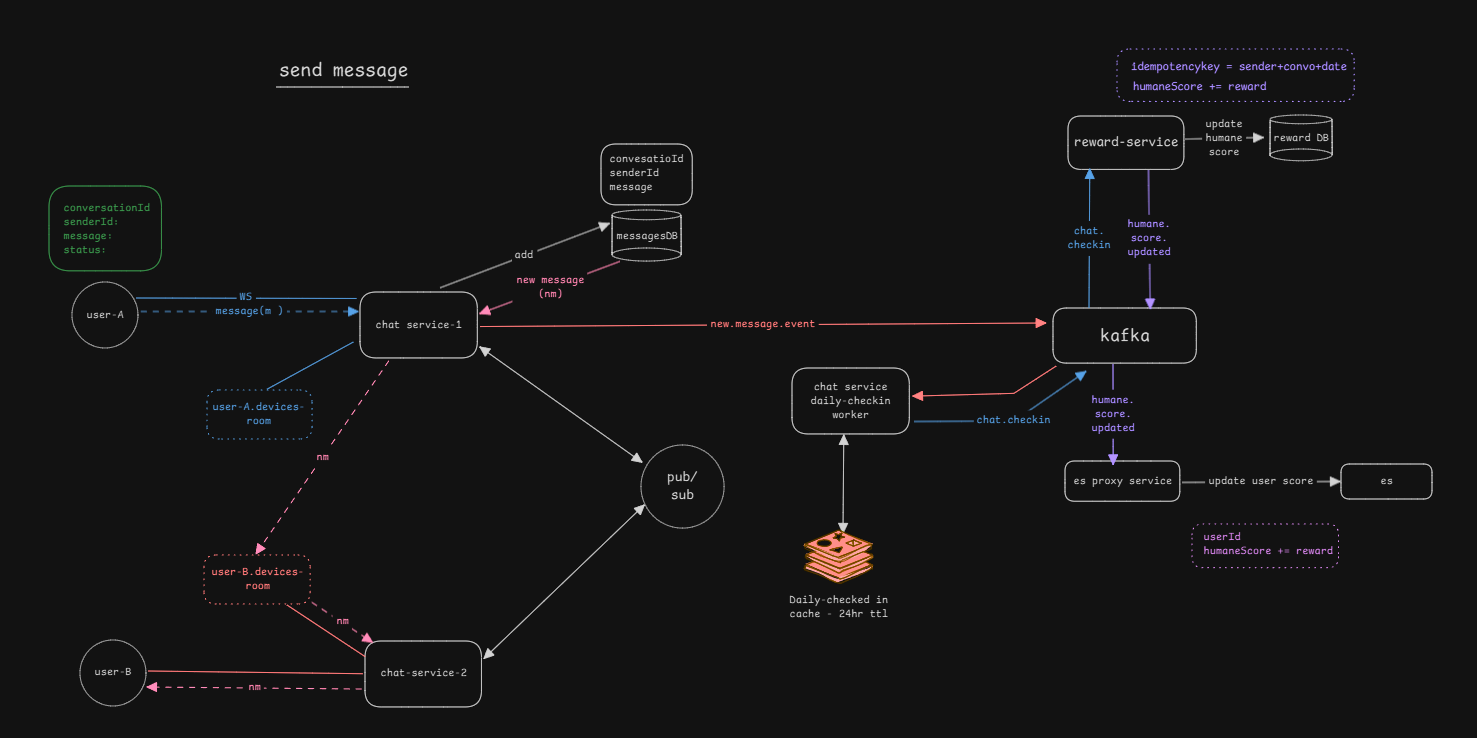 send message
idempotencykey = sender+convo+date
humaneScore += reward
reward-service
update
humane
score
reward DB
convesatioId
senderId
message
messagesDB
conversationId
senderId:
message:
status:
add
new message
(nm)
chat.
checkin
humane.
score.
updated
user-A
WS
message(m )
chat service-1
new.message.event
kafka
user-A.devices-
room
chat service
daily-checkin
worker
chat.checkin
humane.
score.
updated
nm
pub/
sub
es proxy service
update user score
es
userId
humaneScore += reward
user-B.devices-
room
Daily-checked in
cache - 24hr ttl
nm
user-B
chat-service-2
nm